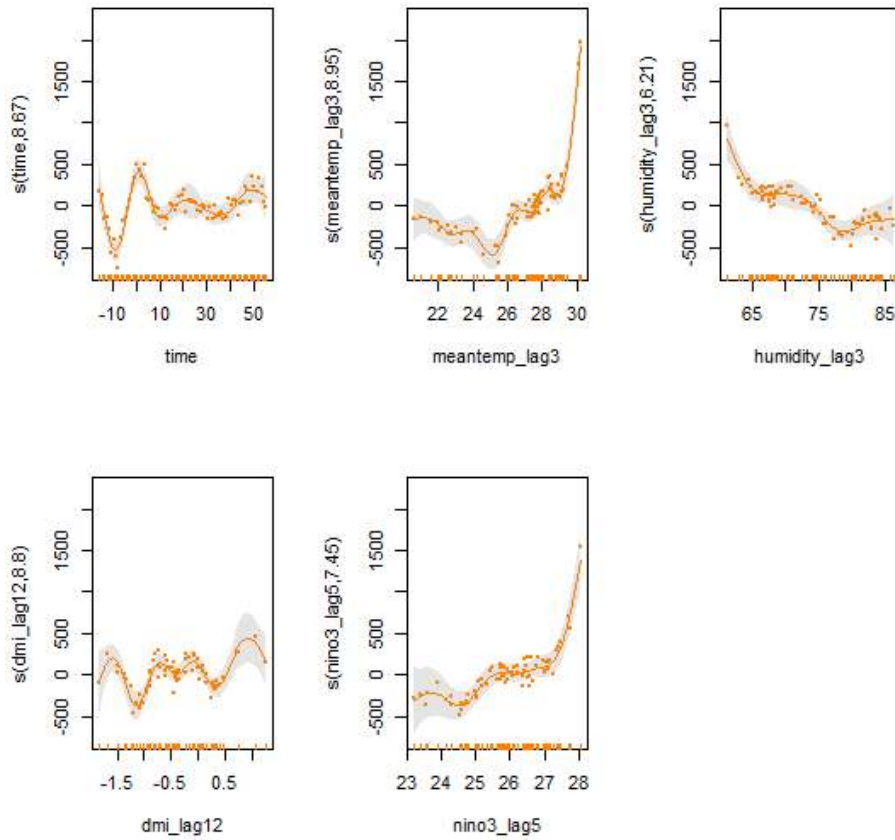 s(time,8.67)
-500 0 500 1500
-10 10 30 50
time
s(meantemp_lag3,8.95)
-500 0 500 1500
22 24 26 28 30
meantemp_lag3
s(humidity_lag3,6.21)
-500 0 500 1500
65 75 85
humidity_lag3
s(dmi_lag12,8.8)
-500 0 500 1500
-1.5 -0.5 0.5
dmi_lag12
s(nino3_lag5,7.45)
-500 0 500 1500
23 24 25 26 27 28
nino3_lag5